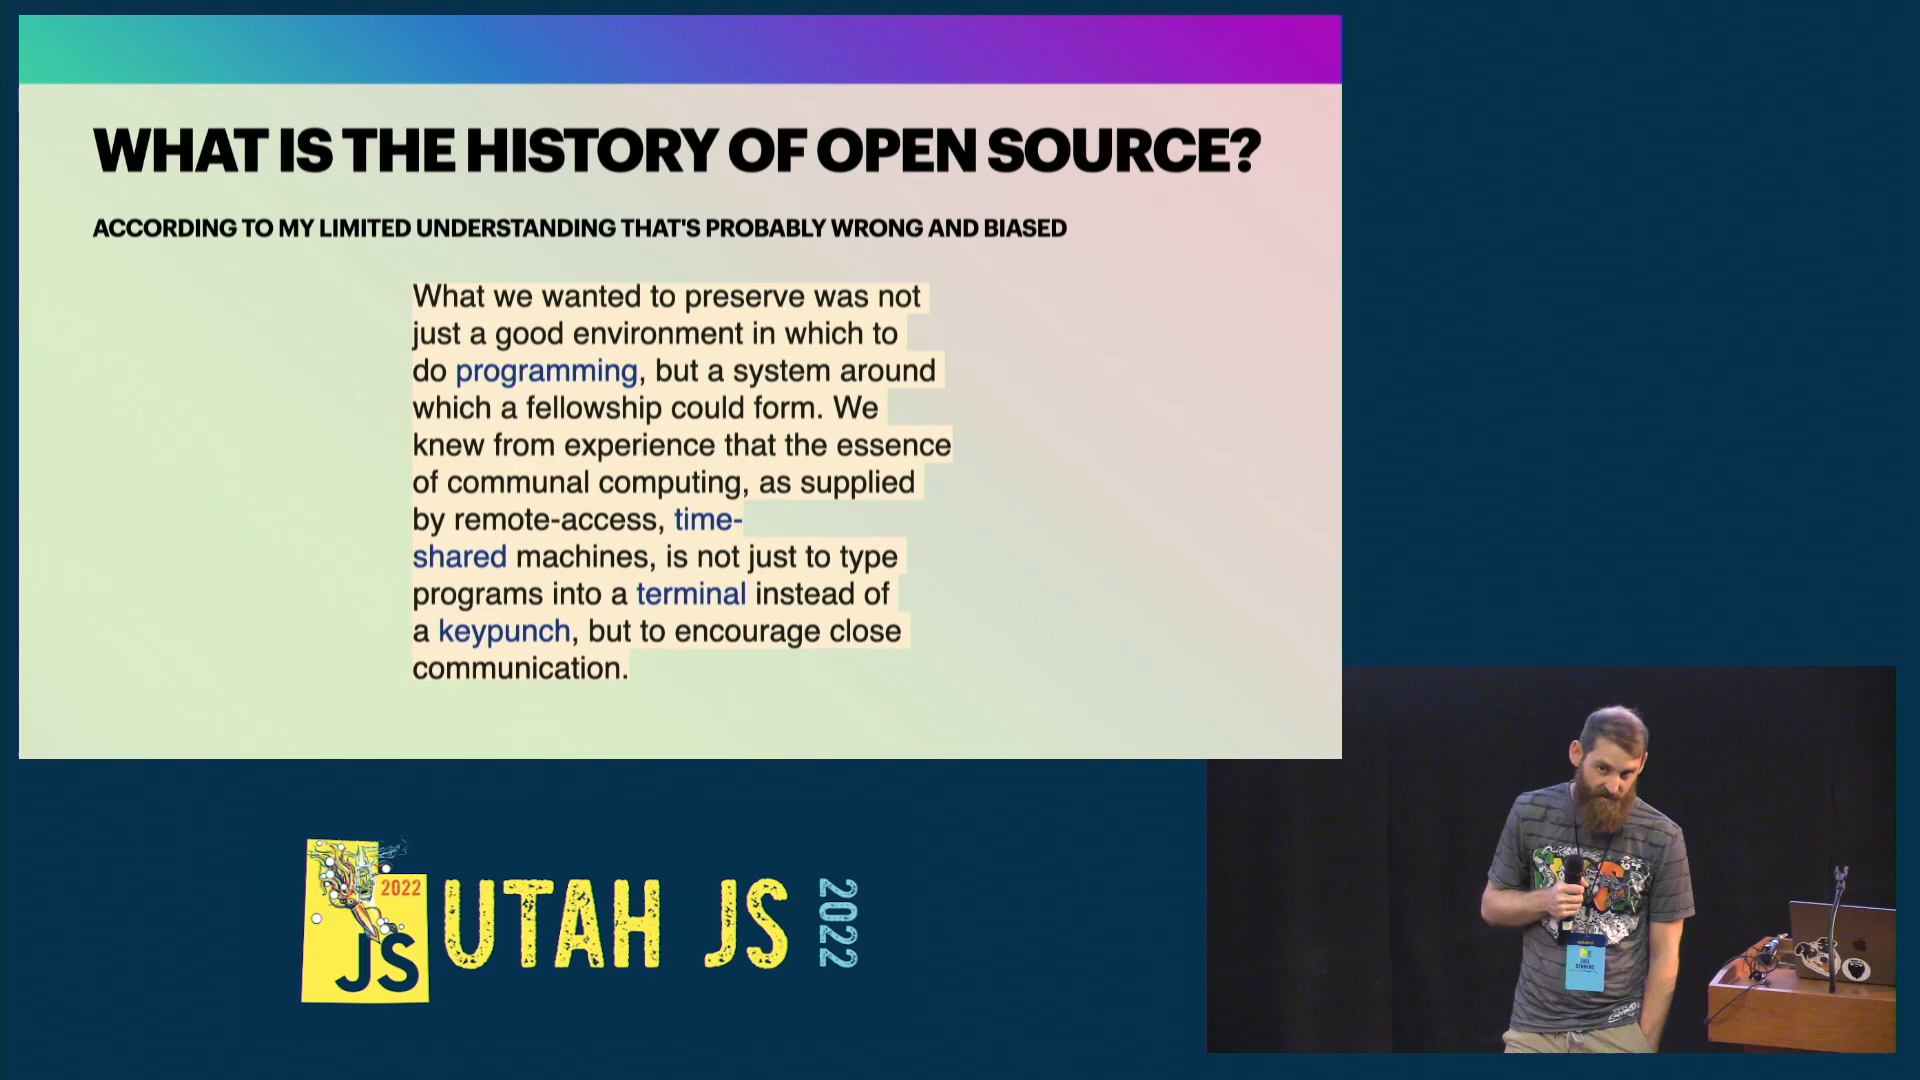 WHAT IS THE HISTORY OF OPEN SOURCE?
ACCORDING TO MY LIMITED UNDERSTANDING THAT'S PROBABLY WRONG AND BIASED
What we wanted to preserve was not
just a good environment in which to
do programming, but a system around
which a fellowship could form. We
knew from experience that the essence
of communal computing, as supplied
by remote-access, time-
shared machines, is not just to type
programs into a terminal instead of
a keypunch, but to encourage close
communication.
2022
JS
UTAH JS 2022
JOEL
DENNING